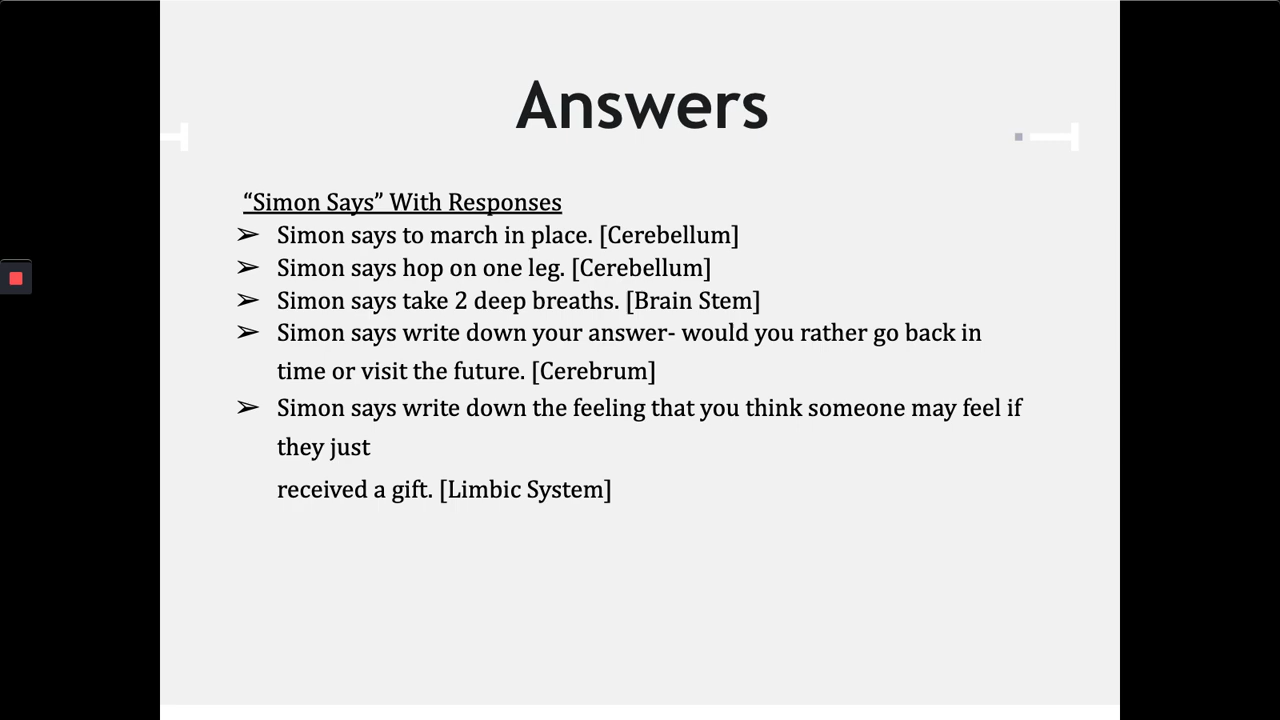 Answers
“Simon Says” With Responses
➢ Simon says to march in place. [Cerebellum]
➢ Simon says hop on one leg. [Cerebellum]
➢ Simon says take 2 deep breaths. [Brain Stem]
➢ Simon says write down your answer- would you rather go back in
time or visit the future. [Cerebrum]
➢ Simon says write down the feeling that you think someone may feel if
they just
received a gift. [Limbic System]